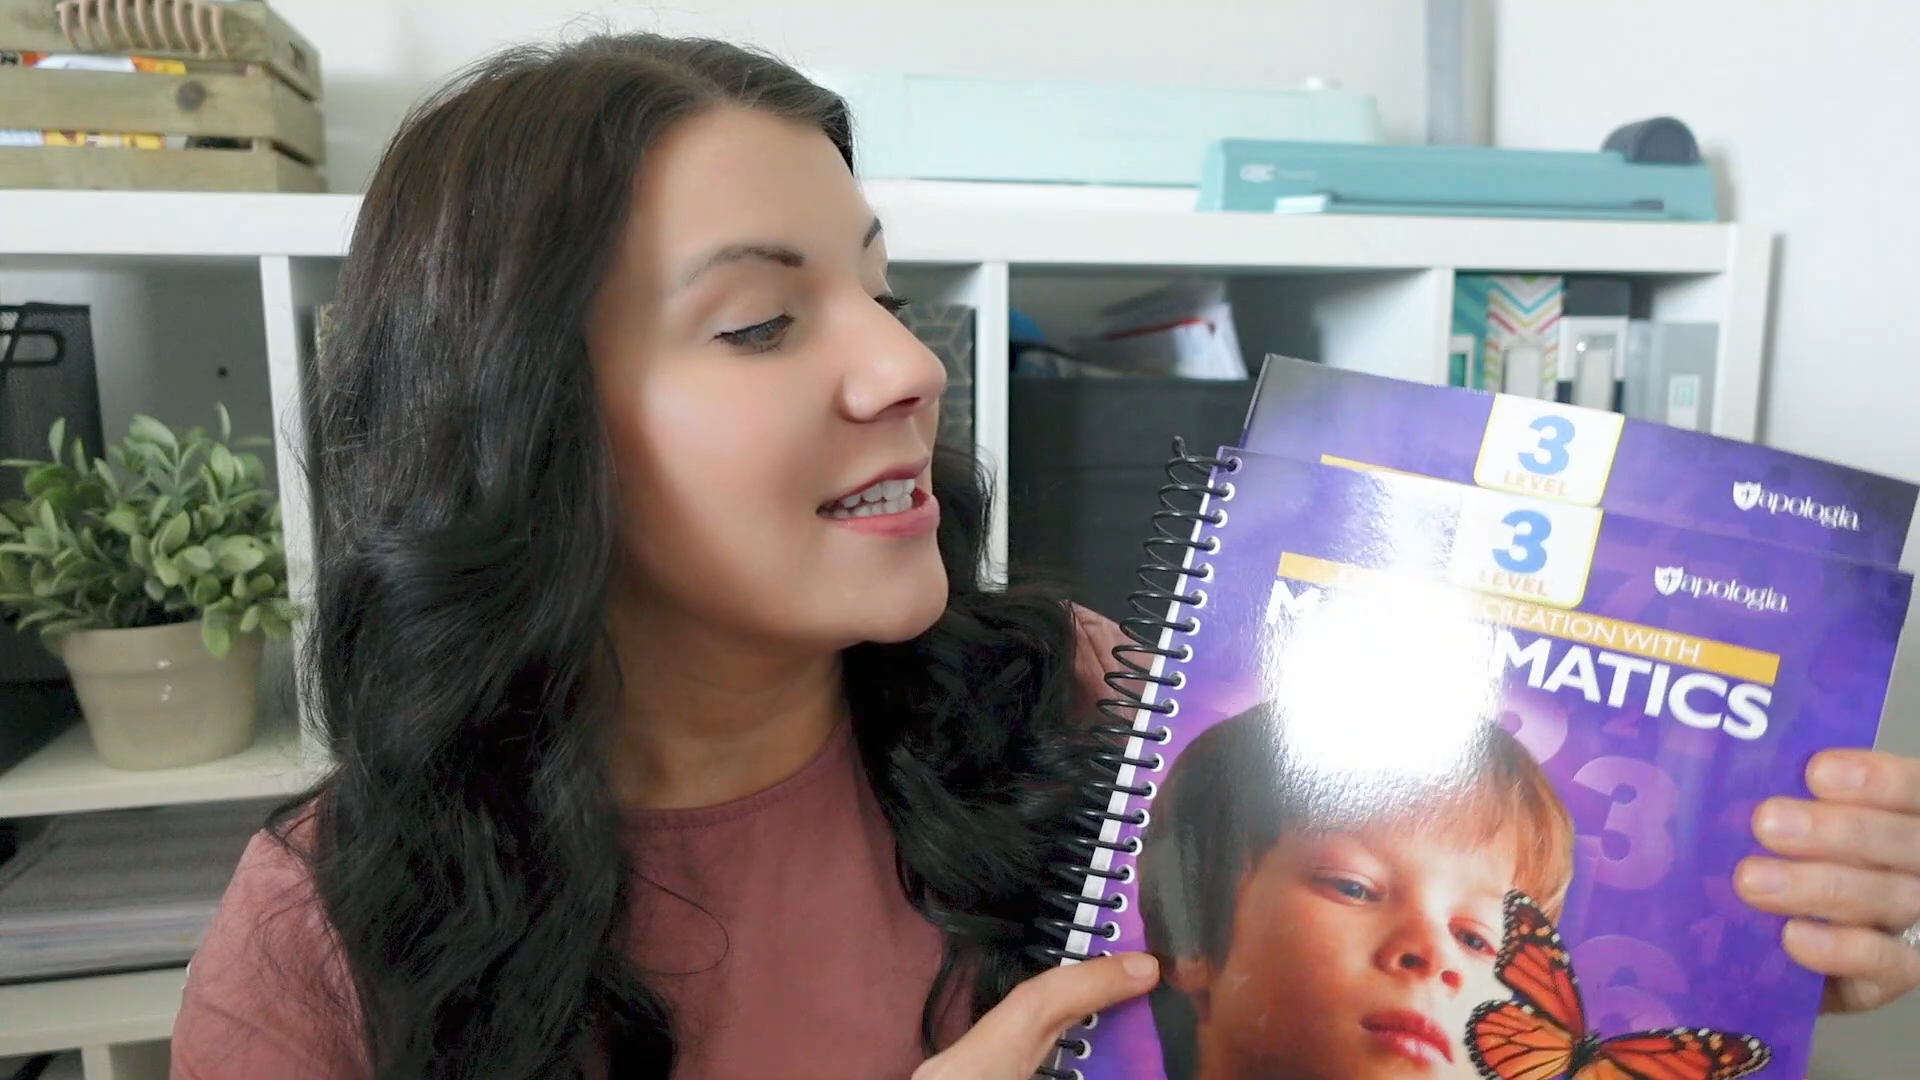 3
LEVEL
apologia
3
LEVEL
apologia
CREATION WITH
MATICS